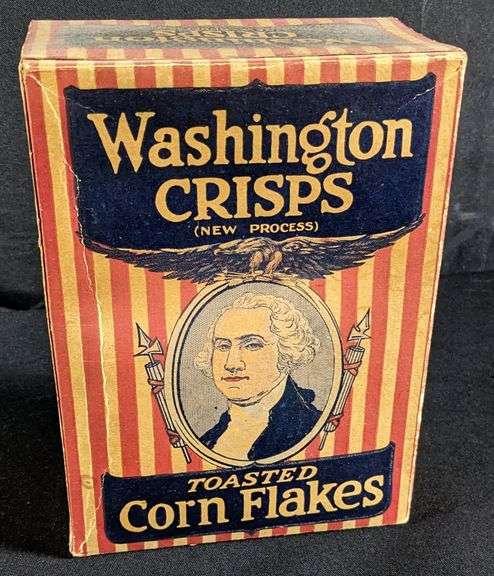 Washington
CRISPS
(NEW PROCESS)
TOASTED
Corn Flakes